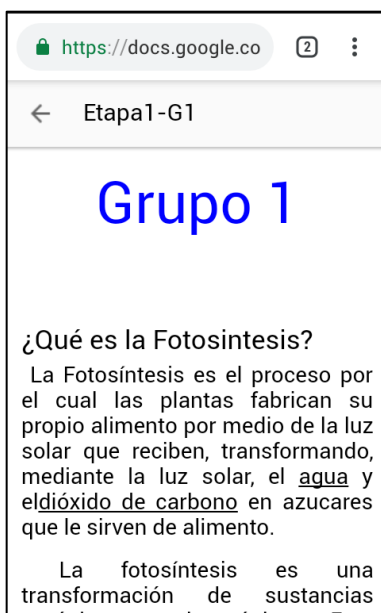 https://docs.google.co 2
Etapa1-G1
Grupo 1
¿Qué es la Fotosintesis?
La Fotosíntesis es el proceso por
el cual las plantas fabrican su
propio alimento por medio de la luz
solar que reciben, transformando,
mediante la luz solar, el agua y
eldióxido de carbono en azucares
que le sirven de alimento.
La fotosíntesis es una
transformación de sustancias